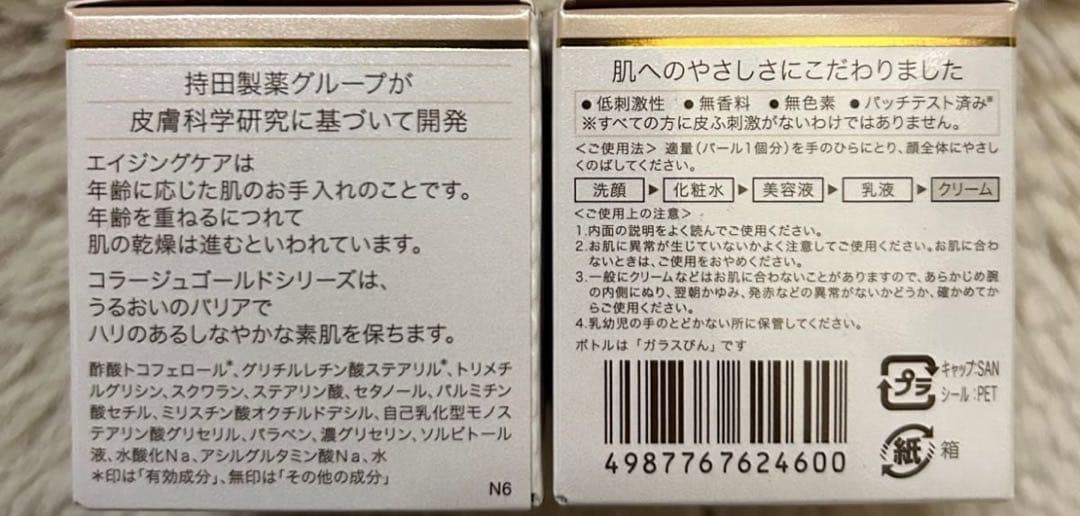 持田製薬グループが
皮膚科学研究に基づいて開発
エイジングケアは
年齢に応じた肌のお手入れのことです。
年齢を重ねるにつれて
肌の乾燥は進むといわれています。
コラージュゴールドシリーズは、
うるおいのバリアで
ハリのあるしなやかな素肌を保ちます。
酢酸トコフェロール*、グリチルレチン酸ステアリル*、トリメチ
ルグリシン、スクワラン、ステアリン酸、セタノール、パルミチン
酸セチル、ミリスチン酸オクチルドデシル、自己乳化型モノス
テアリン酸グリセリル、パラベン、濃グリセリン、ソルビトール
液、水酸化Na、アシルグルタミン酸Na、水
*印は「有効成分」、無印は「その他の成分」
N6
肌へのやさしさにこだわりました
●低刺激性 ●無香料 ●無色素 ●パッチテスト済み※
※すべての方に皮ふ刺激がないわけではありません。
<ご使用法> 適量(パール1個分)を手のひらにとり、顔全体にやさし
くのばしてください。
洗顔▶化粧水▶美容液▶乳液▶クリーム
<ご使用上の注意>
1.内面の説明をよく読んでご使用ください。
2.お肌に異常が生じていないかよく注意してご使用ください。お肌に合わ
ないときは、ご使用をおやめください。
3.一般にクリームなどはお肌に合わないことがありますので、あらかじめ腕
の内側にぬり、翌朝かゆみ、発赤などの異常がないかどうか、確かめてか
らご使用ください。
4.乳幼児の手のとどかない所に保管してください。
ボトルは「ガラスびん」です
プラ キャップ:SAN
シール:PET
紙 箱
4987767624600